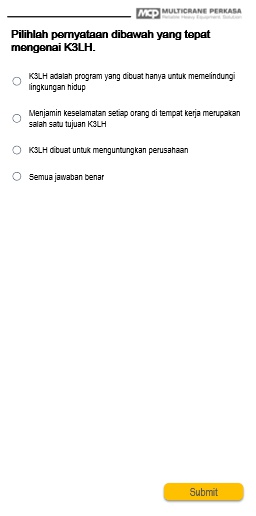 MCP MULTICRANE PERKASA
Reliable Heavy Equipment Solution
Pilihlah pernyataan dibawah yang tepat
mengenai K3LH.
K3LH adalah program yang dibuat hanya untuk memelindungi
lingkungan hidup
Menjamin keselamatan setiap orang di tempat kerja merupakan
salah satu tujuan K3LH
K3LH dibuat untuk menguntungkan perusahaan
Semua jawaban benar
Submit